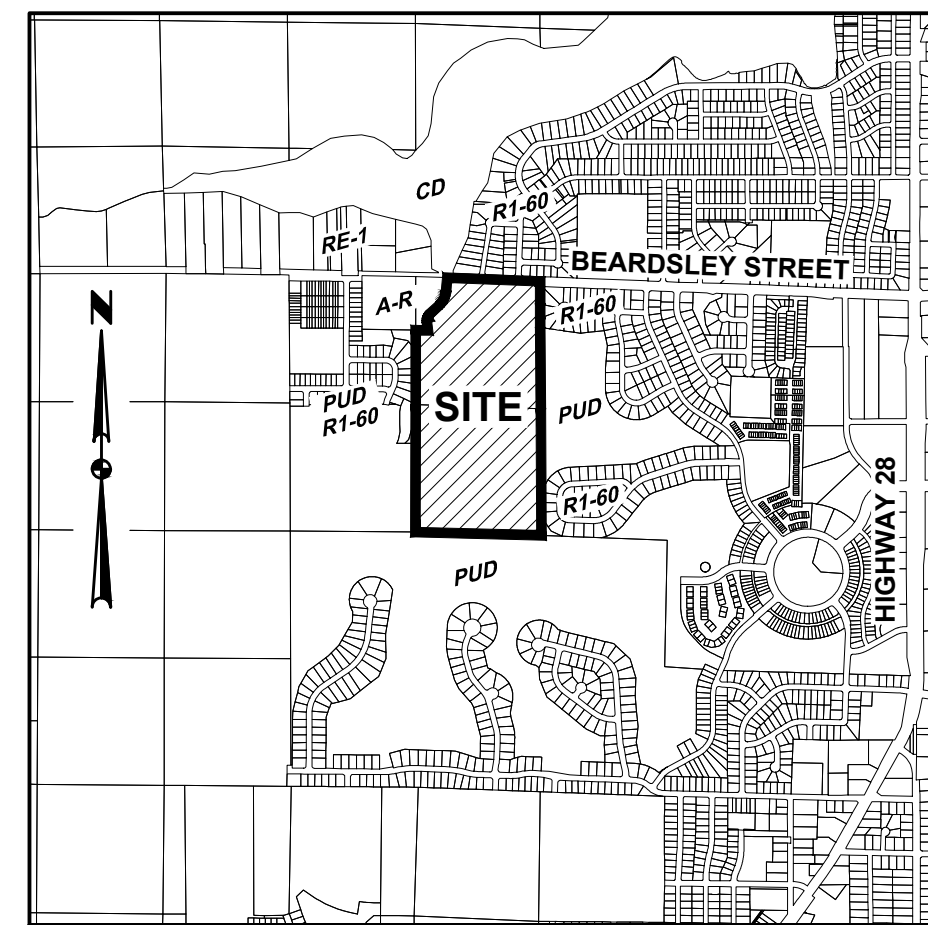 CD
R1-60
RE-1
BEARDSLEY STREET
A-R
R1-60
N
PUD
R1-60
SITE
PUD
R1-60
HIGHWAY 28
PUD